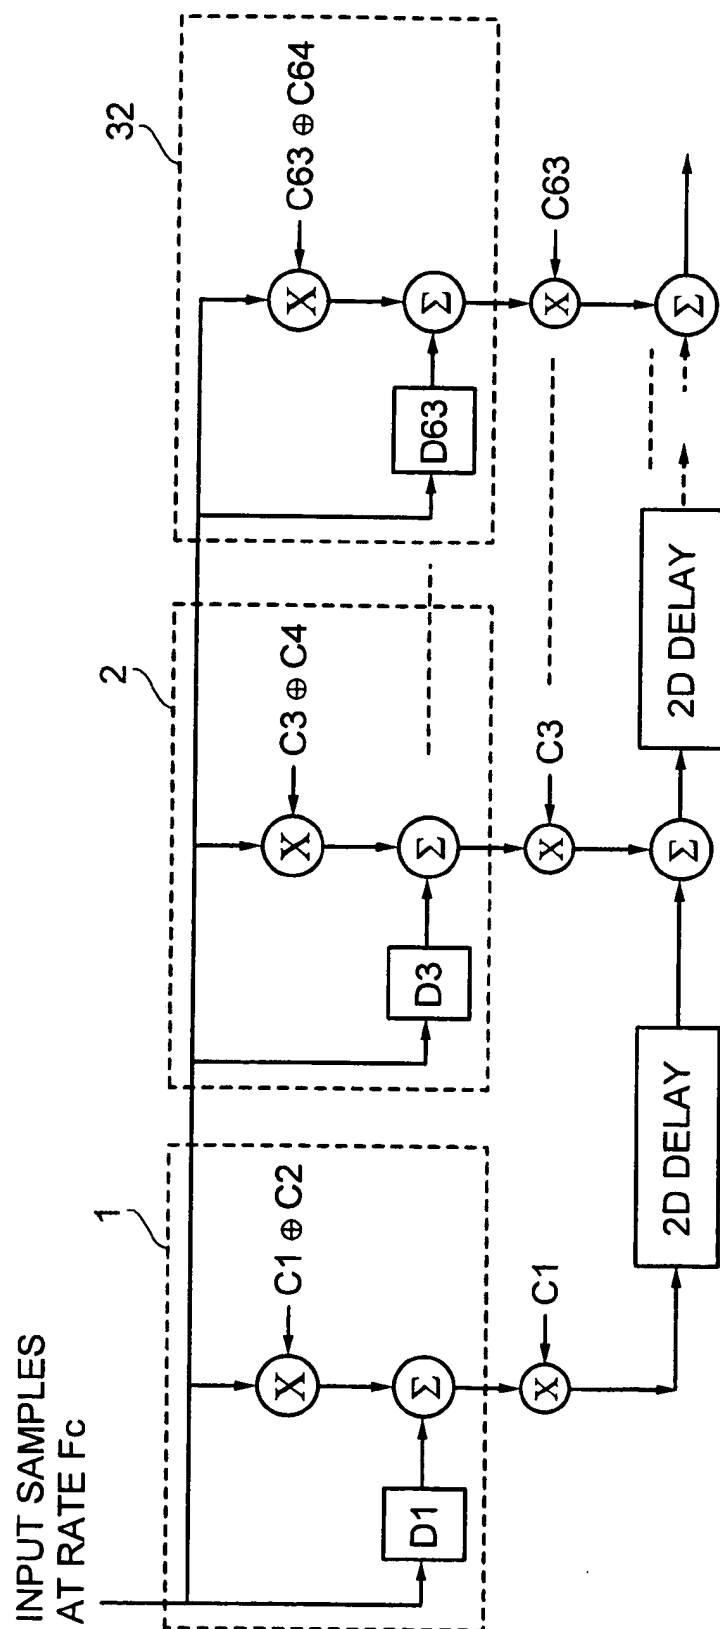 INPUT SAMPLES
AT RATE Fc
1
2
32
X
C1 ⊕ C2
X
C3 ⊕ C4
X
C63 ⊕ C64
D1
Σ
D3
Σ
D63
Σ
X
C1
X
C3
X
C63
2D DELAY
Σ
2D DELAY
Σ